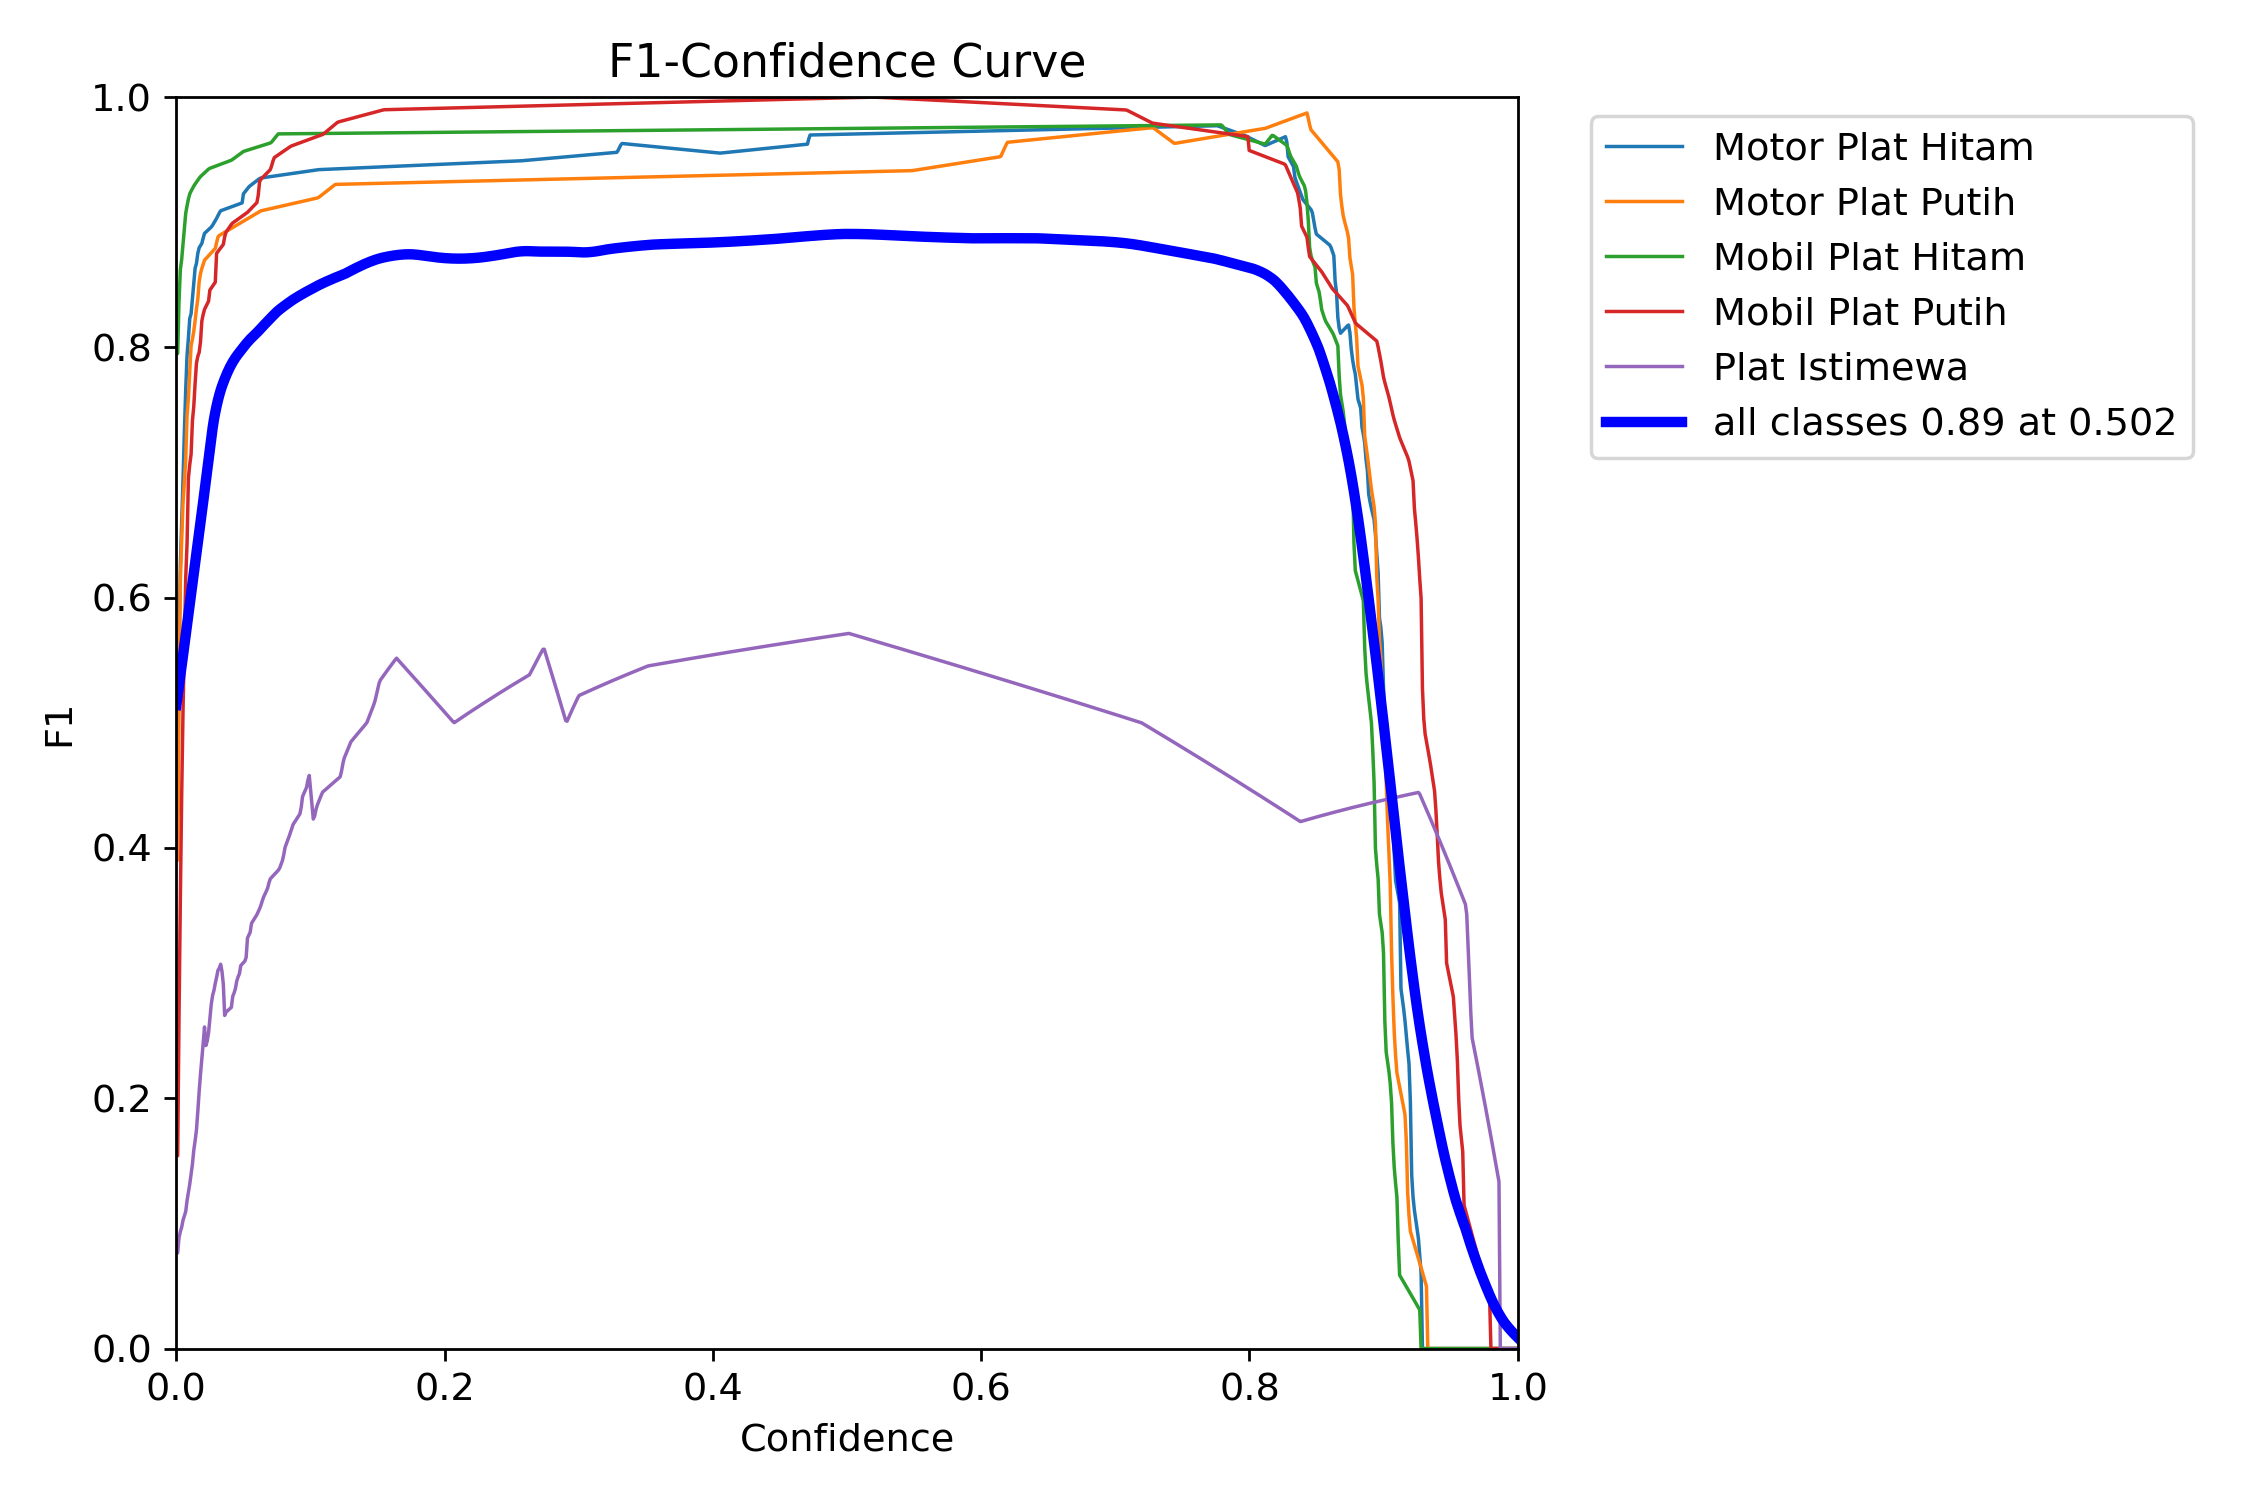 F1-Confidence Curve
1.0
0.8
0.6
0.4
0.2
0.0
F1
0.0 0.2 0.4 0.6 0.8 1.0
Confidence
Motor Plat Hitam
Motor Plat Putih
Mobil Plat Hitam
Mobil Plat Putih
Plat Istimewa
all classes 0.89 at 0.502